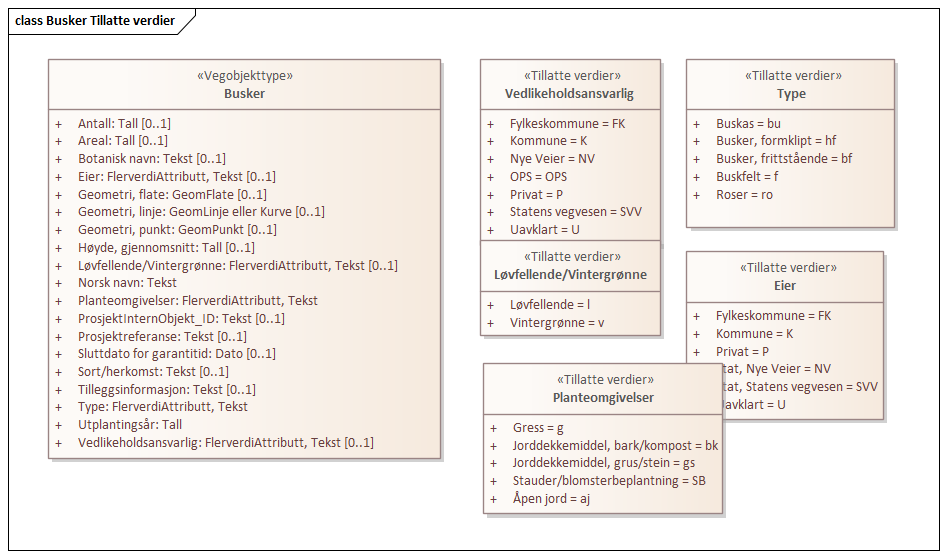 class Busker Tillatte verdier
«Vegobjekttype»
Busker
+ Antall: Tall [0..1]
+ Areal: Tall [0..1]
+ Botanisk navn: Tekst [0..1]
+ Eier: FlerverdiAttributt, Tekst [0..1]
+ Geometri, flate: GeomFlate [0..1]
+ Geometri, linje: GeomLinje eller Kurve [0..1]
+ Geometri, punkt: GeomPunkt [0..1]
+ Høyde, gjennomsnitt: Tall [0..1]
+ Løvfellende/Vintergrønne: FlerverdiAttributt, Tekst [0..1]
+ Norsk navn: Tekst
+ Planteomgivelser: FlerverdiAttributt, Tekst
+ ProsjektInternObjekt_ID: Tekst [0..1]
+ Prosjektreferanse: Tekst [0..1]
+ Sluttdato for garantitid: Dato [0..1]
+ Sort/herkomst: Tekst [0..1]
+ Tilleggsinformasjon: Tekst [0..1]
+ Type: FlerverdiAttributt, Tekst
+ Utplantingsår: Tall
+ Vedlikeholdsansvarlig: FlerverdiAttributt, Tekst [0..1]
«Tillatte verdier»
Vedlikeholdsansvarlig
+ Fylkeskommune = FK
+ Kommune = K
+ Nye Veier = NV
+ OPS = OPS
+ Privat = P
+ Statens vegvesen = SVV
+ Uavklart = U
«Tillatte verdier»
Løvfellende/Vintergrønne
+ Løvfellende = l
+ Vintergrønne = v
«Tillatte verdier»
Planteomgivelser
+ Gress = g
+ Jorddekkemiddel, bark/kompost = bk
+ Jorddekkemiddel, grus/stein = gs
+ Stauder/blomsterbeplantning = SB
+ Åpen jord = aj
«Tillatte verdier»
Type
+ Buskas = bu
+ Busker, formklipt = hf
+ Busker, frittstående = bf
+ Buskfelt = f
+ Roser = ro
«Tillatte verdier»
Eier
+ Fylkeskommune = FK
+ Kommune = K
+ Privat = P
tat, Nye Veier = NV
tat, Statens vegvesen = SVV
avklart = U